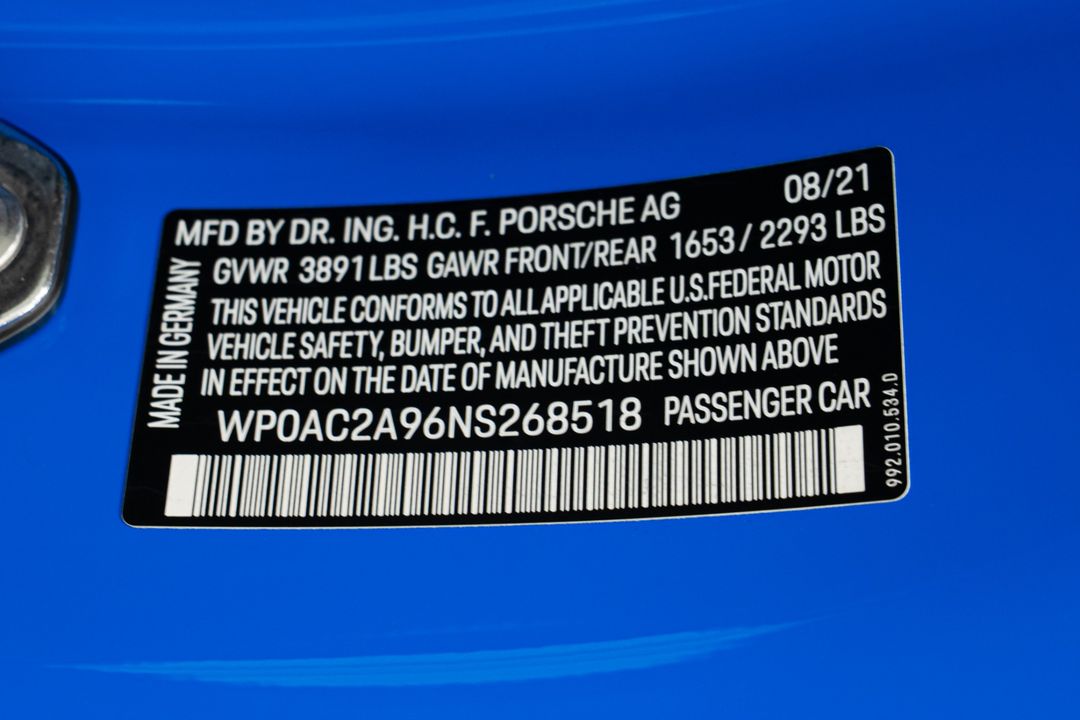 MFD BY DR. ING. H.C. F. PORSCHE AG 08/21
GVWR 3891 LBS GAWR FRONT/REAR 1653 / 2293 LBS
THIS VEHICLE CONFORMS TO ALL APPLICABLE U.S.FEDERAL MOTOR
VEHICLE SAFETY, BUMPER, AND THEFT PREVENTION STANDARDS
IN EFFECT ON THE DATE OF MANUFACTURE SHOWN ABOVE
WP0AC2A96NS268518 PASSENGER CAR
MADE IN GERMANY
992.010.534.D